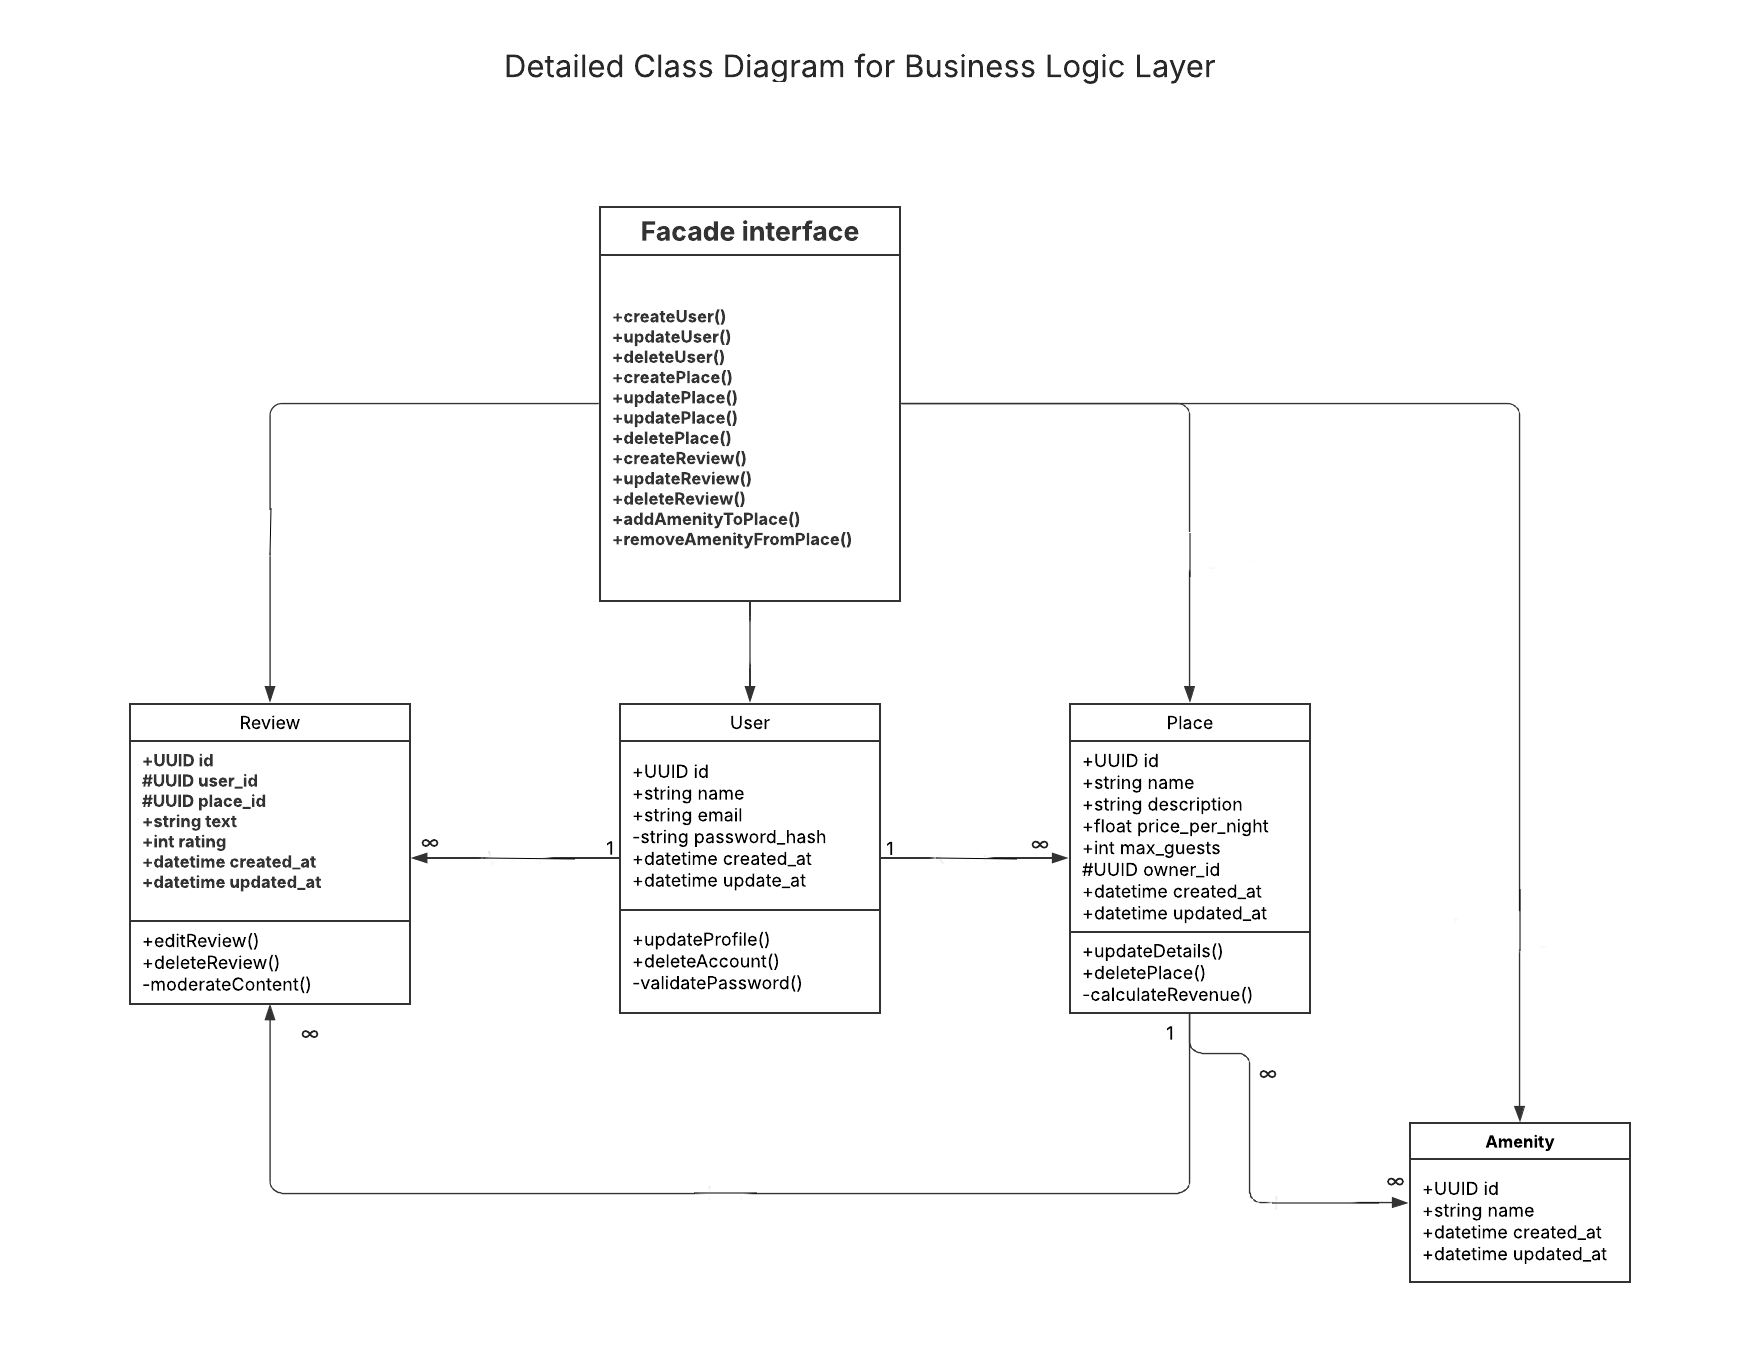 Detailed Class Diagram for Business Logic Layer
Facade interface
+createUser()
+updateUser()
+deleteUser()
+createPlace()
+updatePlace()
+updatePlace()
+deletePlace()
+createReview()
+updateReview()
+deleteReview()
+addAmenityToPlace()
+removeAmenityFromPlace()
Review
+UUID id
#UUID user_id
#UUID place_id
+string text
+int rating
+datetime created_at
+datetime updated_at
+editReview()
+deleteReview()
-moderateContent()
∞
1
User
+UUID id
+string name
+string email
-string password_hash
+datetime created_at
+datetime update_at
+updateProfile()
+deleteAccount()
-validatePassword()
1
∞
Place
+UUID id
+string name
+string description
+float price_per_night
+int max_guests
#UUID owner_id
+datetime created_at
+datetime updated_at
+updateDetails()
+deletePlace()
-calculateRevenue()
∞
1
∞
∞
Amenity
+UUID id
+string name
+datetime created_at
+datetime updated_at